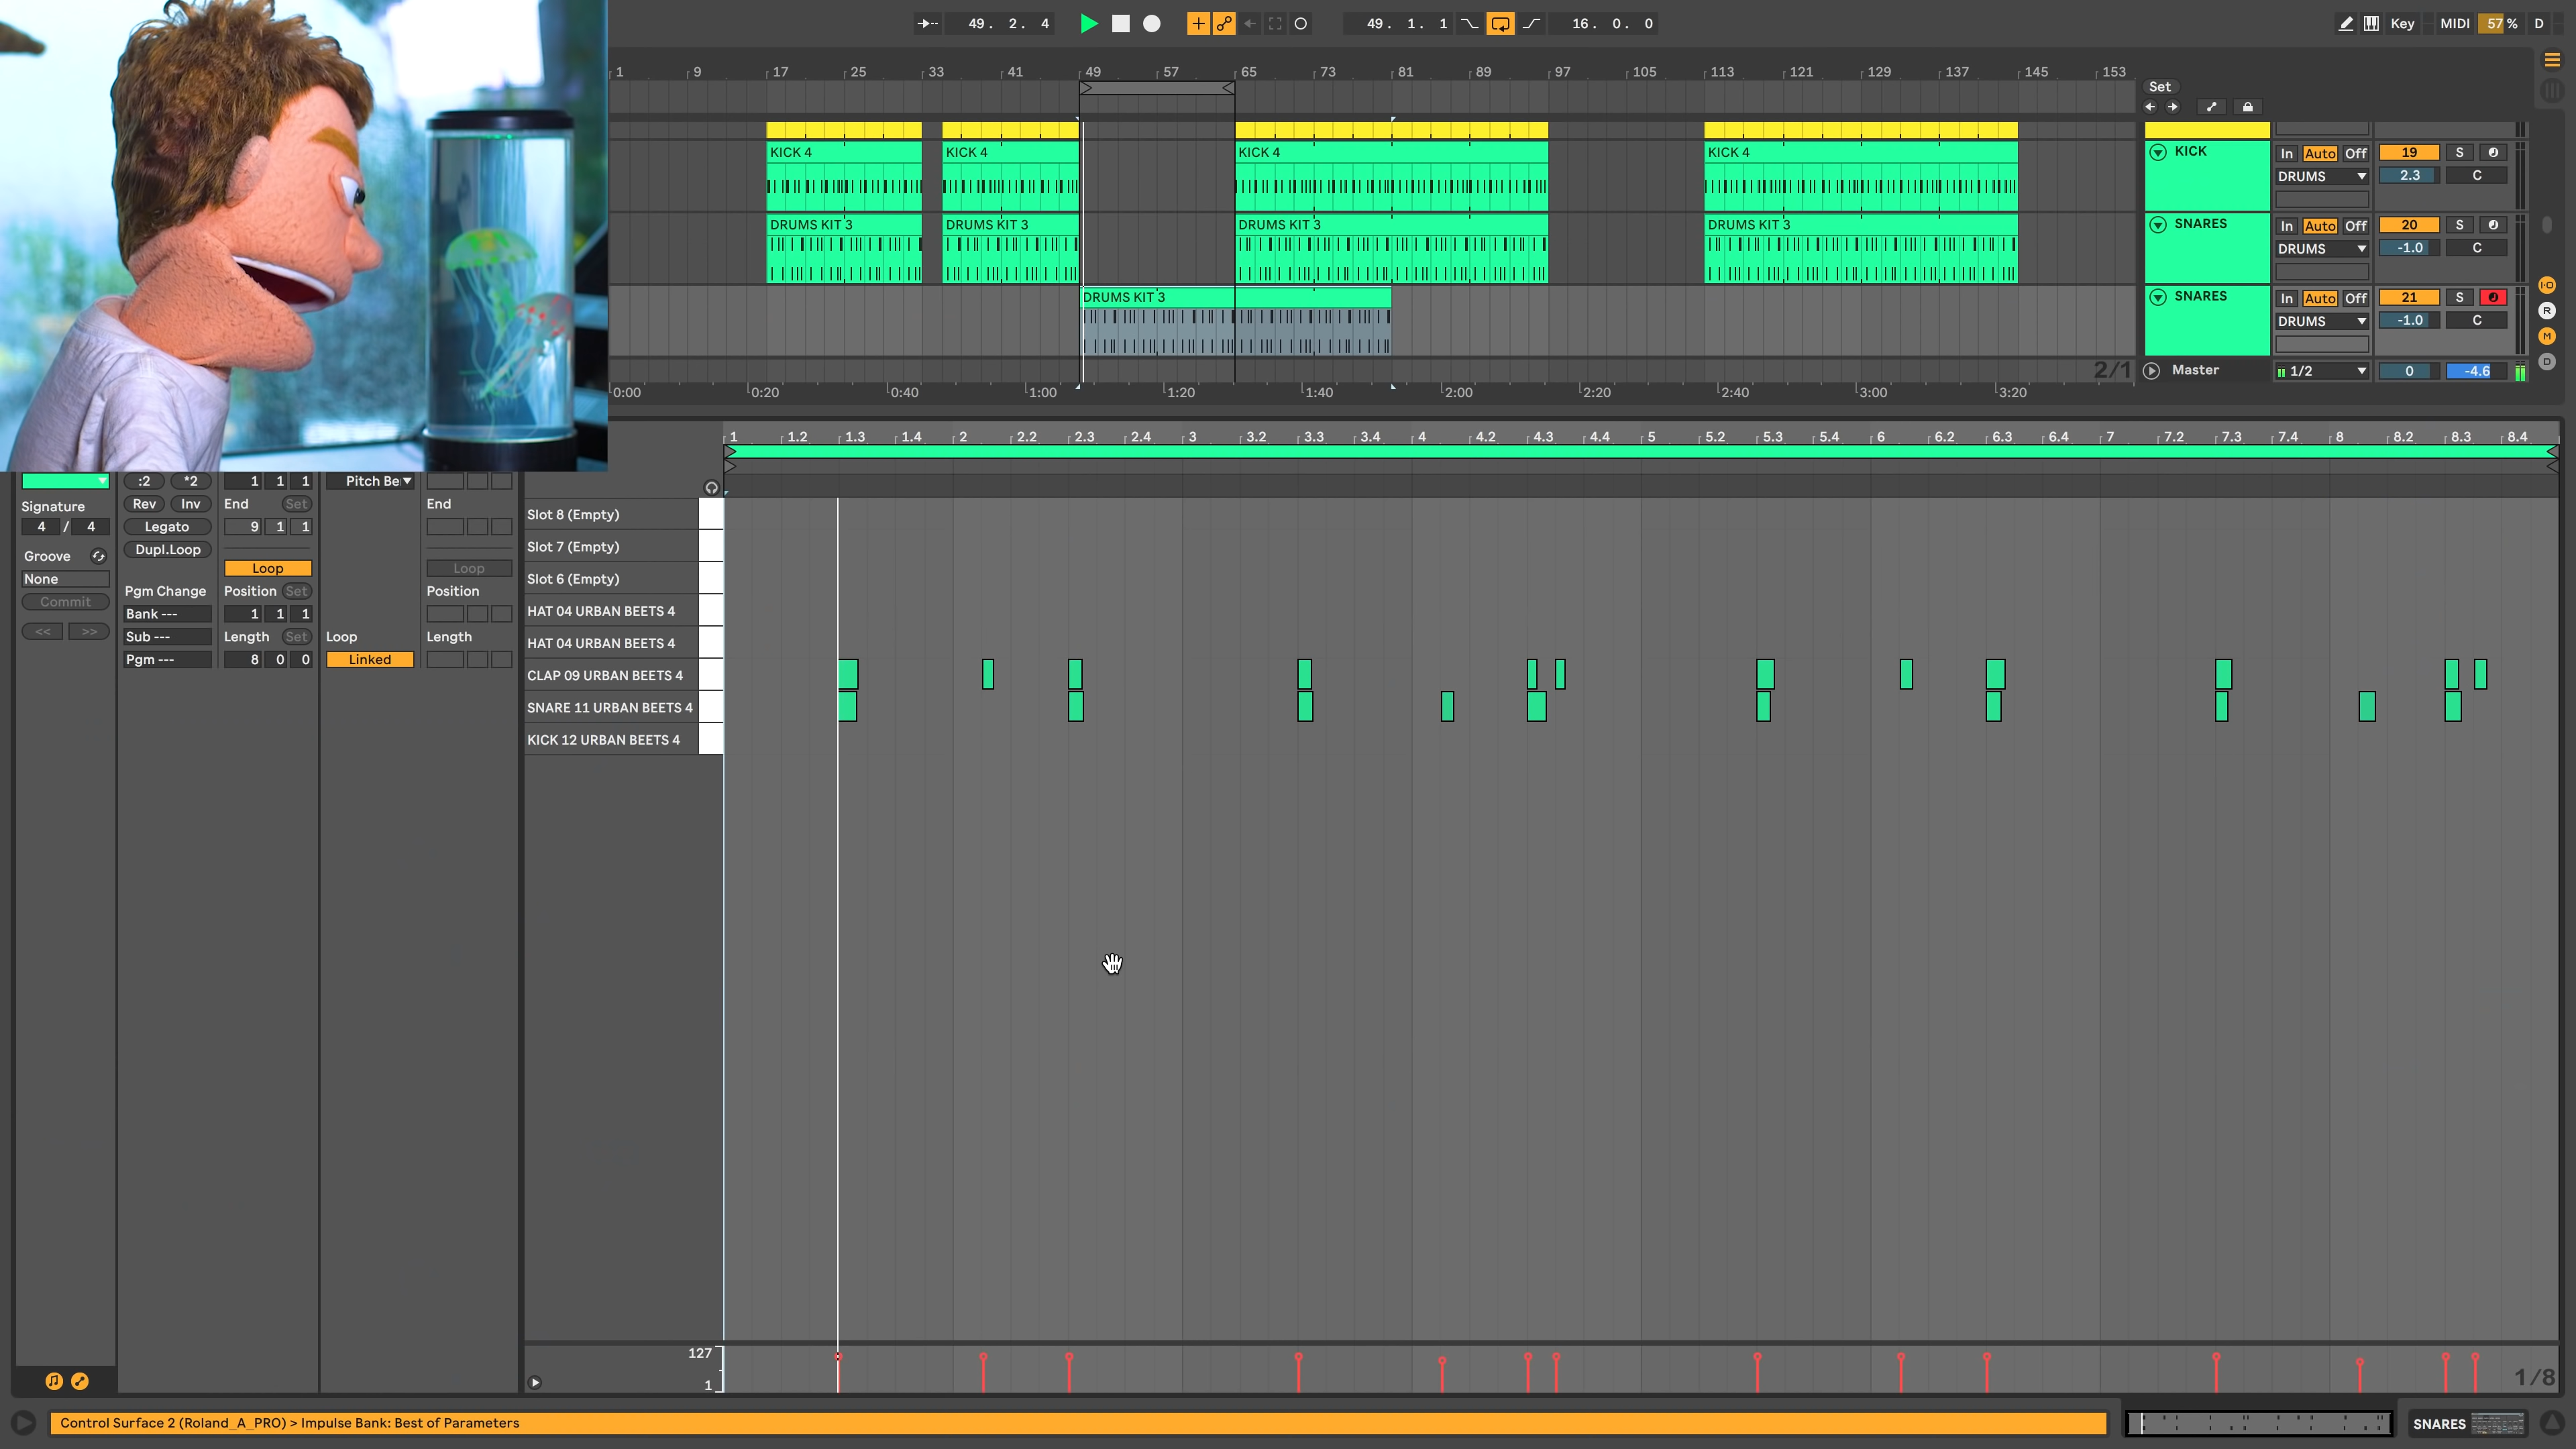 49. 2. 4
49. 1. 1
16. 0. 0
Key MIDI 57 % D
1 9 17 25 33 41 49 57 65 73 81 89 97 105 113 121 129 137 145 153
Set
KICK 4 KICK 4 KICK 4 KICK 4
KICK In Auto Off 19 S
DRUMS 2.3 C
DRUMS KIT 3 DRUMS KIT 3 DRUMS KIT 3 DRUMS KIT 3
SNARES In Auto Off 20 S
DRUMS -1.0 C
DRUMS KIT 3
SNARES In Auto Off 21 S
DRUMS -1.0 C
I·O
R
M
D
2/1 Master 1/2 0 -4.6
0:00 0:20 0:40 1:00 1:20 1:40 2:00 2:20 2:40 3:00 3:20
1 1.2 1.3 1.4 2 2.2 2.3 2.4 3 3.2 3.3 3.4 4 4.2 4.3 4.4 5 5.2 5.3 5.4 6 6.2 6.3 6.4 7 7.2 7.3 7.4 8 8.2 8.3 8.4
:2 *2 1 1 1 Pitch Be
Signature Rev Inv End Set End
4 / 4 Legato 9 1 1
Groove Dupl.Loop
None Loop Loop
Commit Pgm Change Position Set Position
Bank --- 1 1 1
<< >> Sub --- Length Set Loop Length
Pgm --- 8 0 0 Linked
Slot 8 (Empty)
Slot 7 (Empty)
Slot 6 (Empty)
HAT 04 URBAN BEETS 4
HAT 04 URBAN BEETS 4
CLAP 09 URBAN BEETS 4
SNARE 11 URBAN BEETS 4
KICK 12 URBAN BEETS 4
127
1
1/8
Control Surface 2 (Roland_A_PRO) > Impulse Bank: Best of Parameters
SNARES